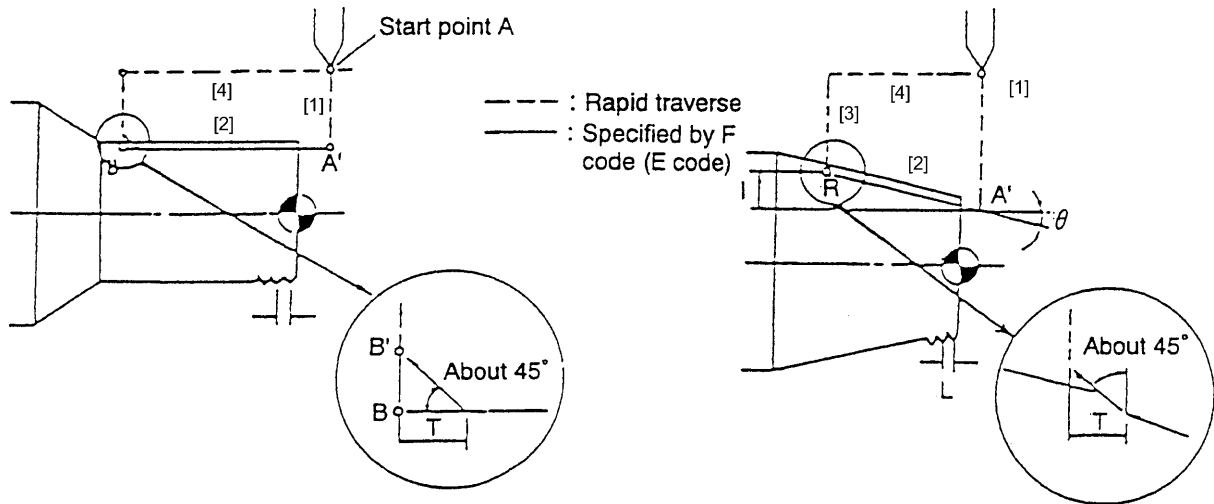 Start point A
[4]
[1]
[2]
A'
B
B'
B
About 45°
T
– – – : Rapid traverse
——— : Specified by F
code (E code)
[4]
[1]
[3]
[2]
R
A'
I
θ
L
About 45°
T